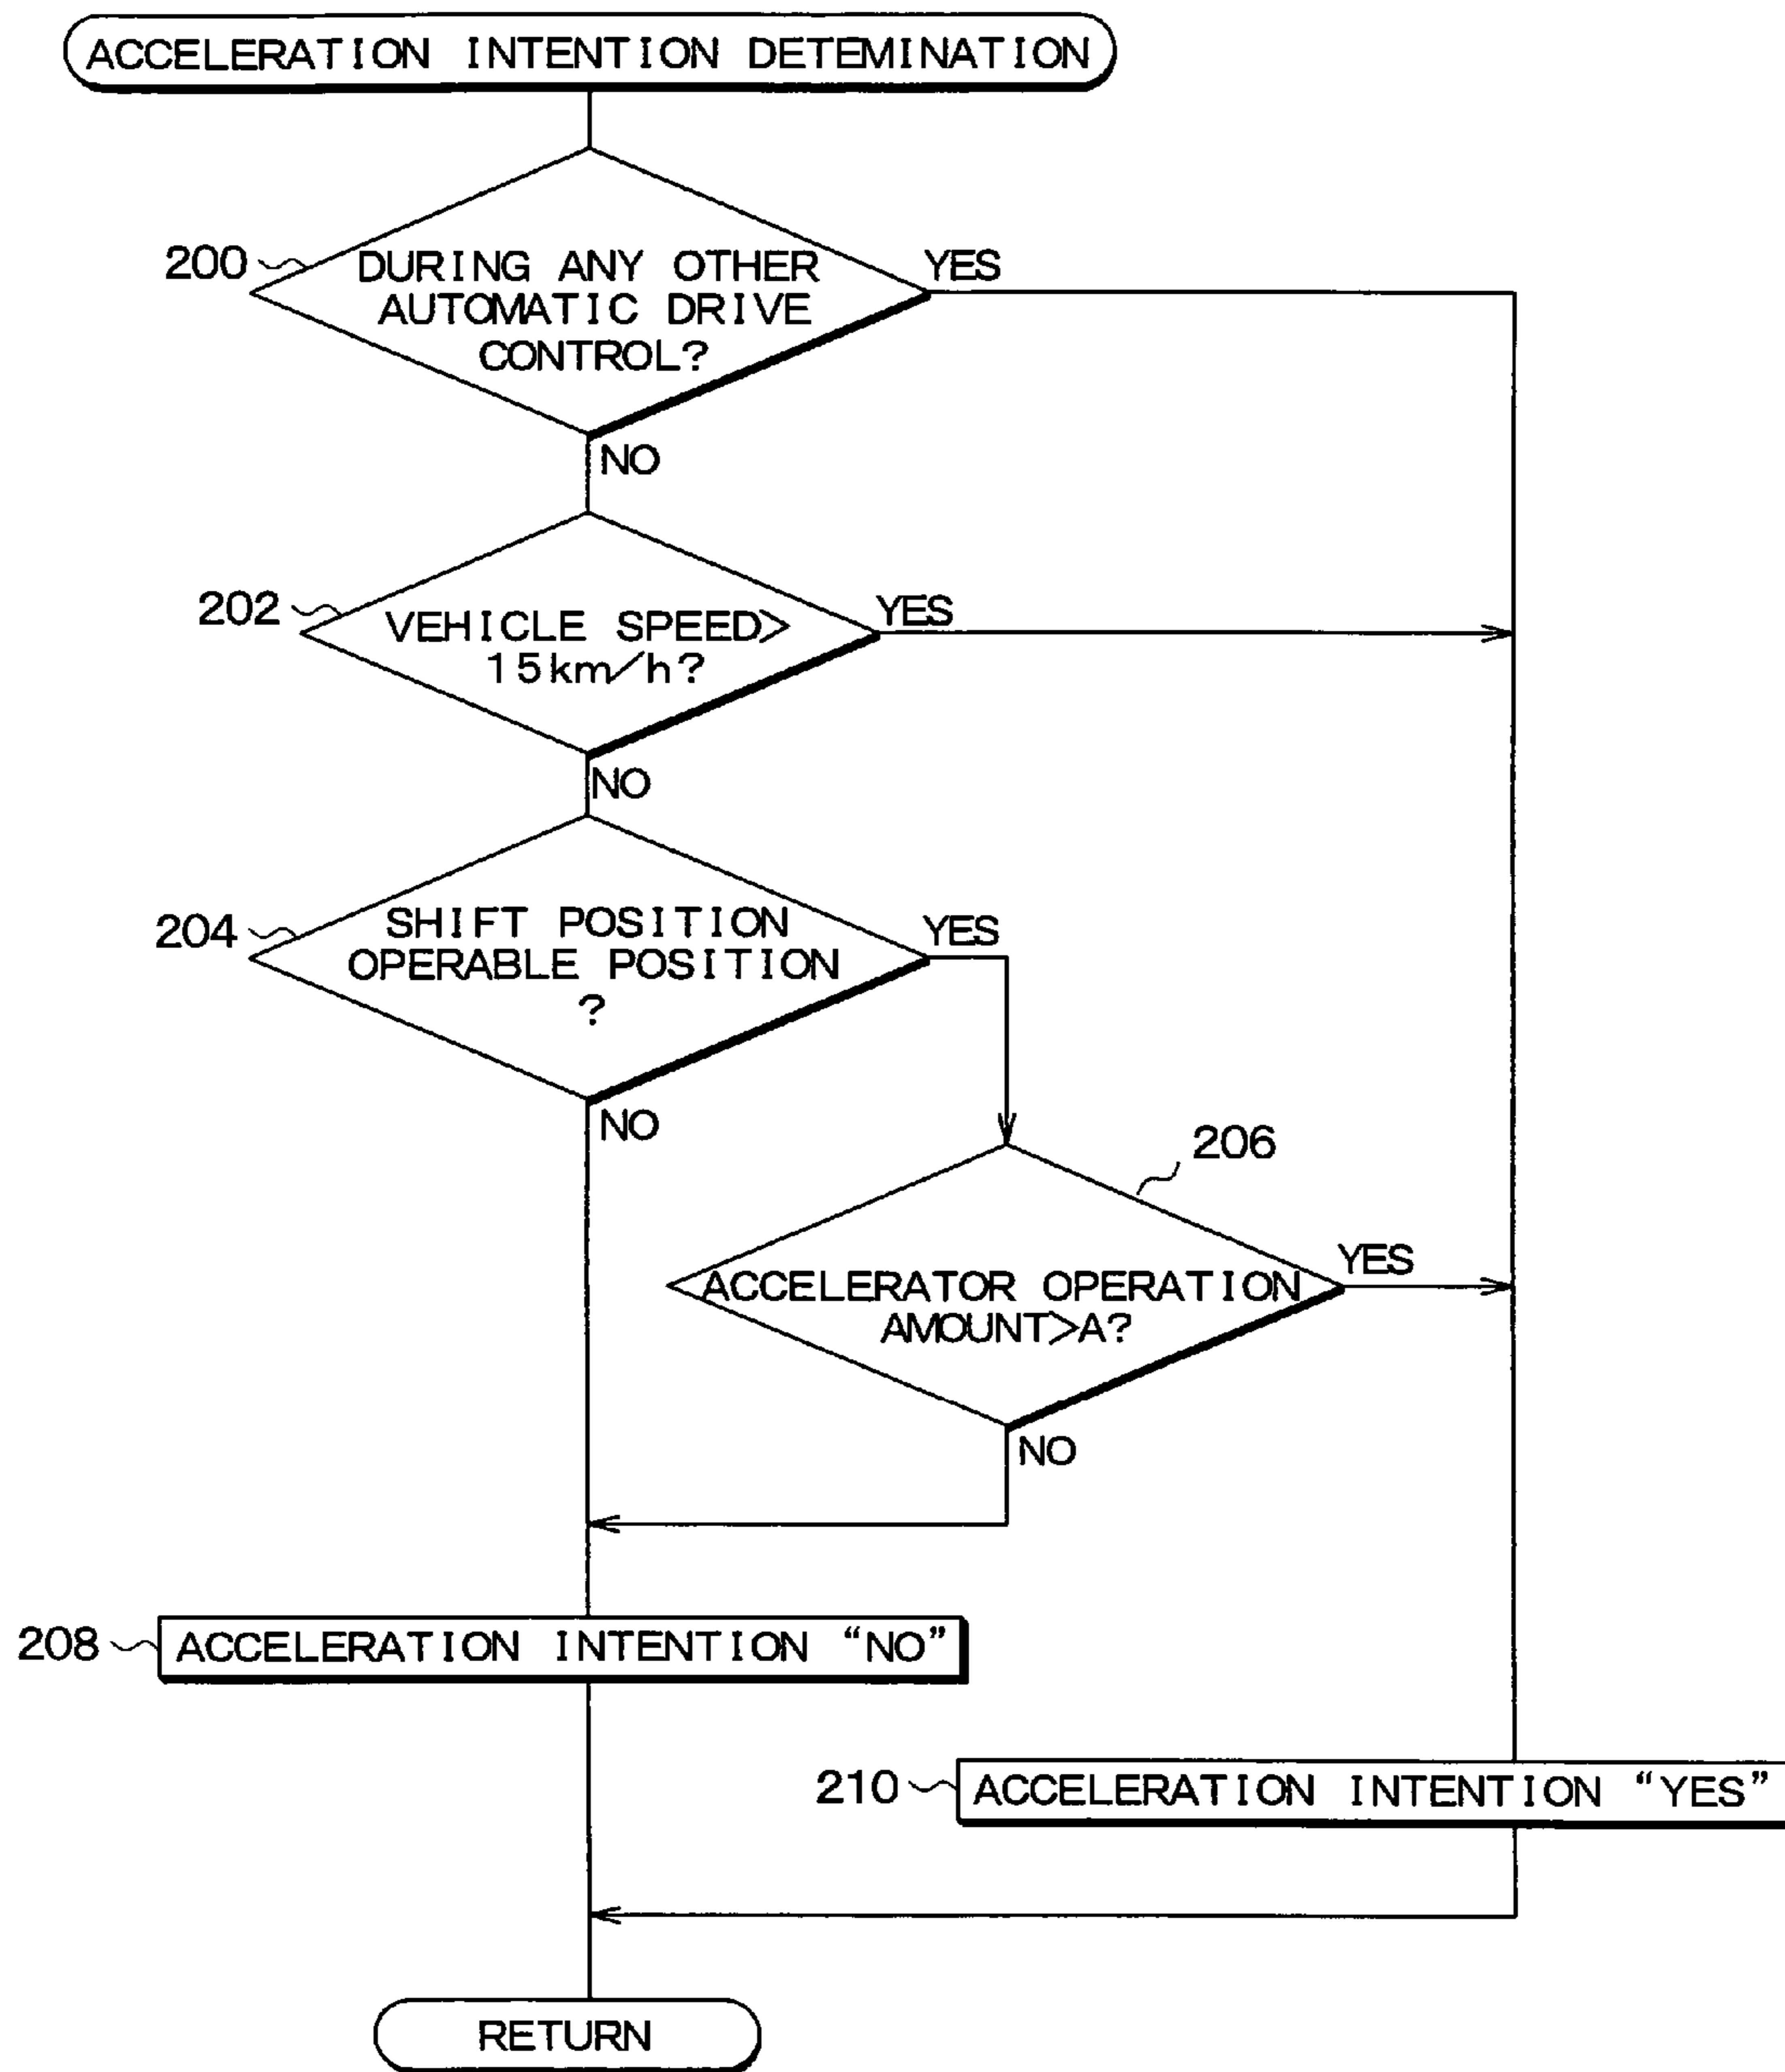 ACCELERATION INTENTION DETEMINATION
200
DURING ANY OTHER
AUTOMATIC DRIVE
CONTROL?
YES
NO
202
VEHICLE SPEED>
15km/h?
YES
NO
204
SHIFT POSITION
OPERABLE POSITION
?
YES
NO
206
ACCELERATOR OPERATION
AMOUNT>A?
YES
NO
208
ACCELERATION INTENTION “NO”
210
ACCELERATION INTENTION “YES”
RETURN